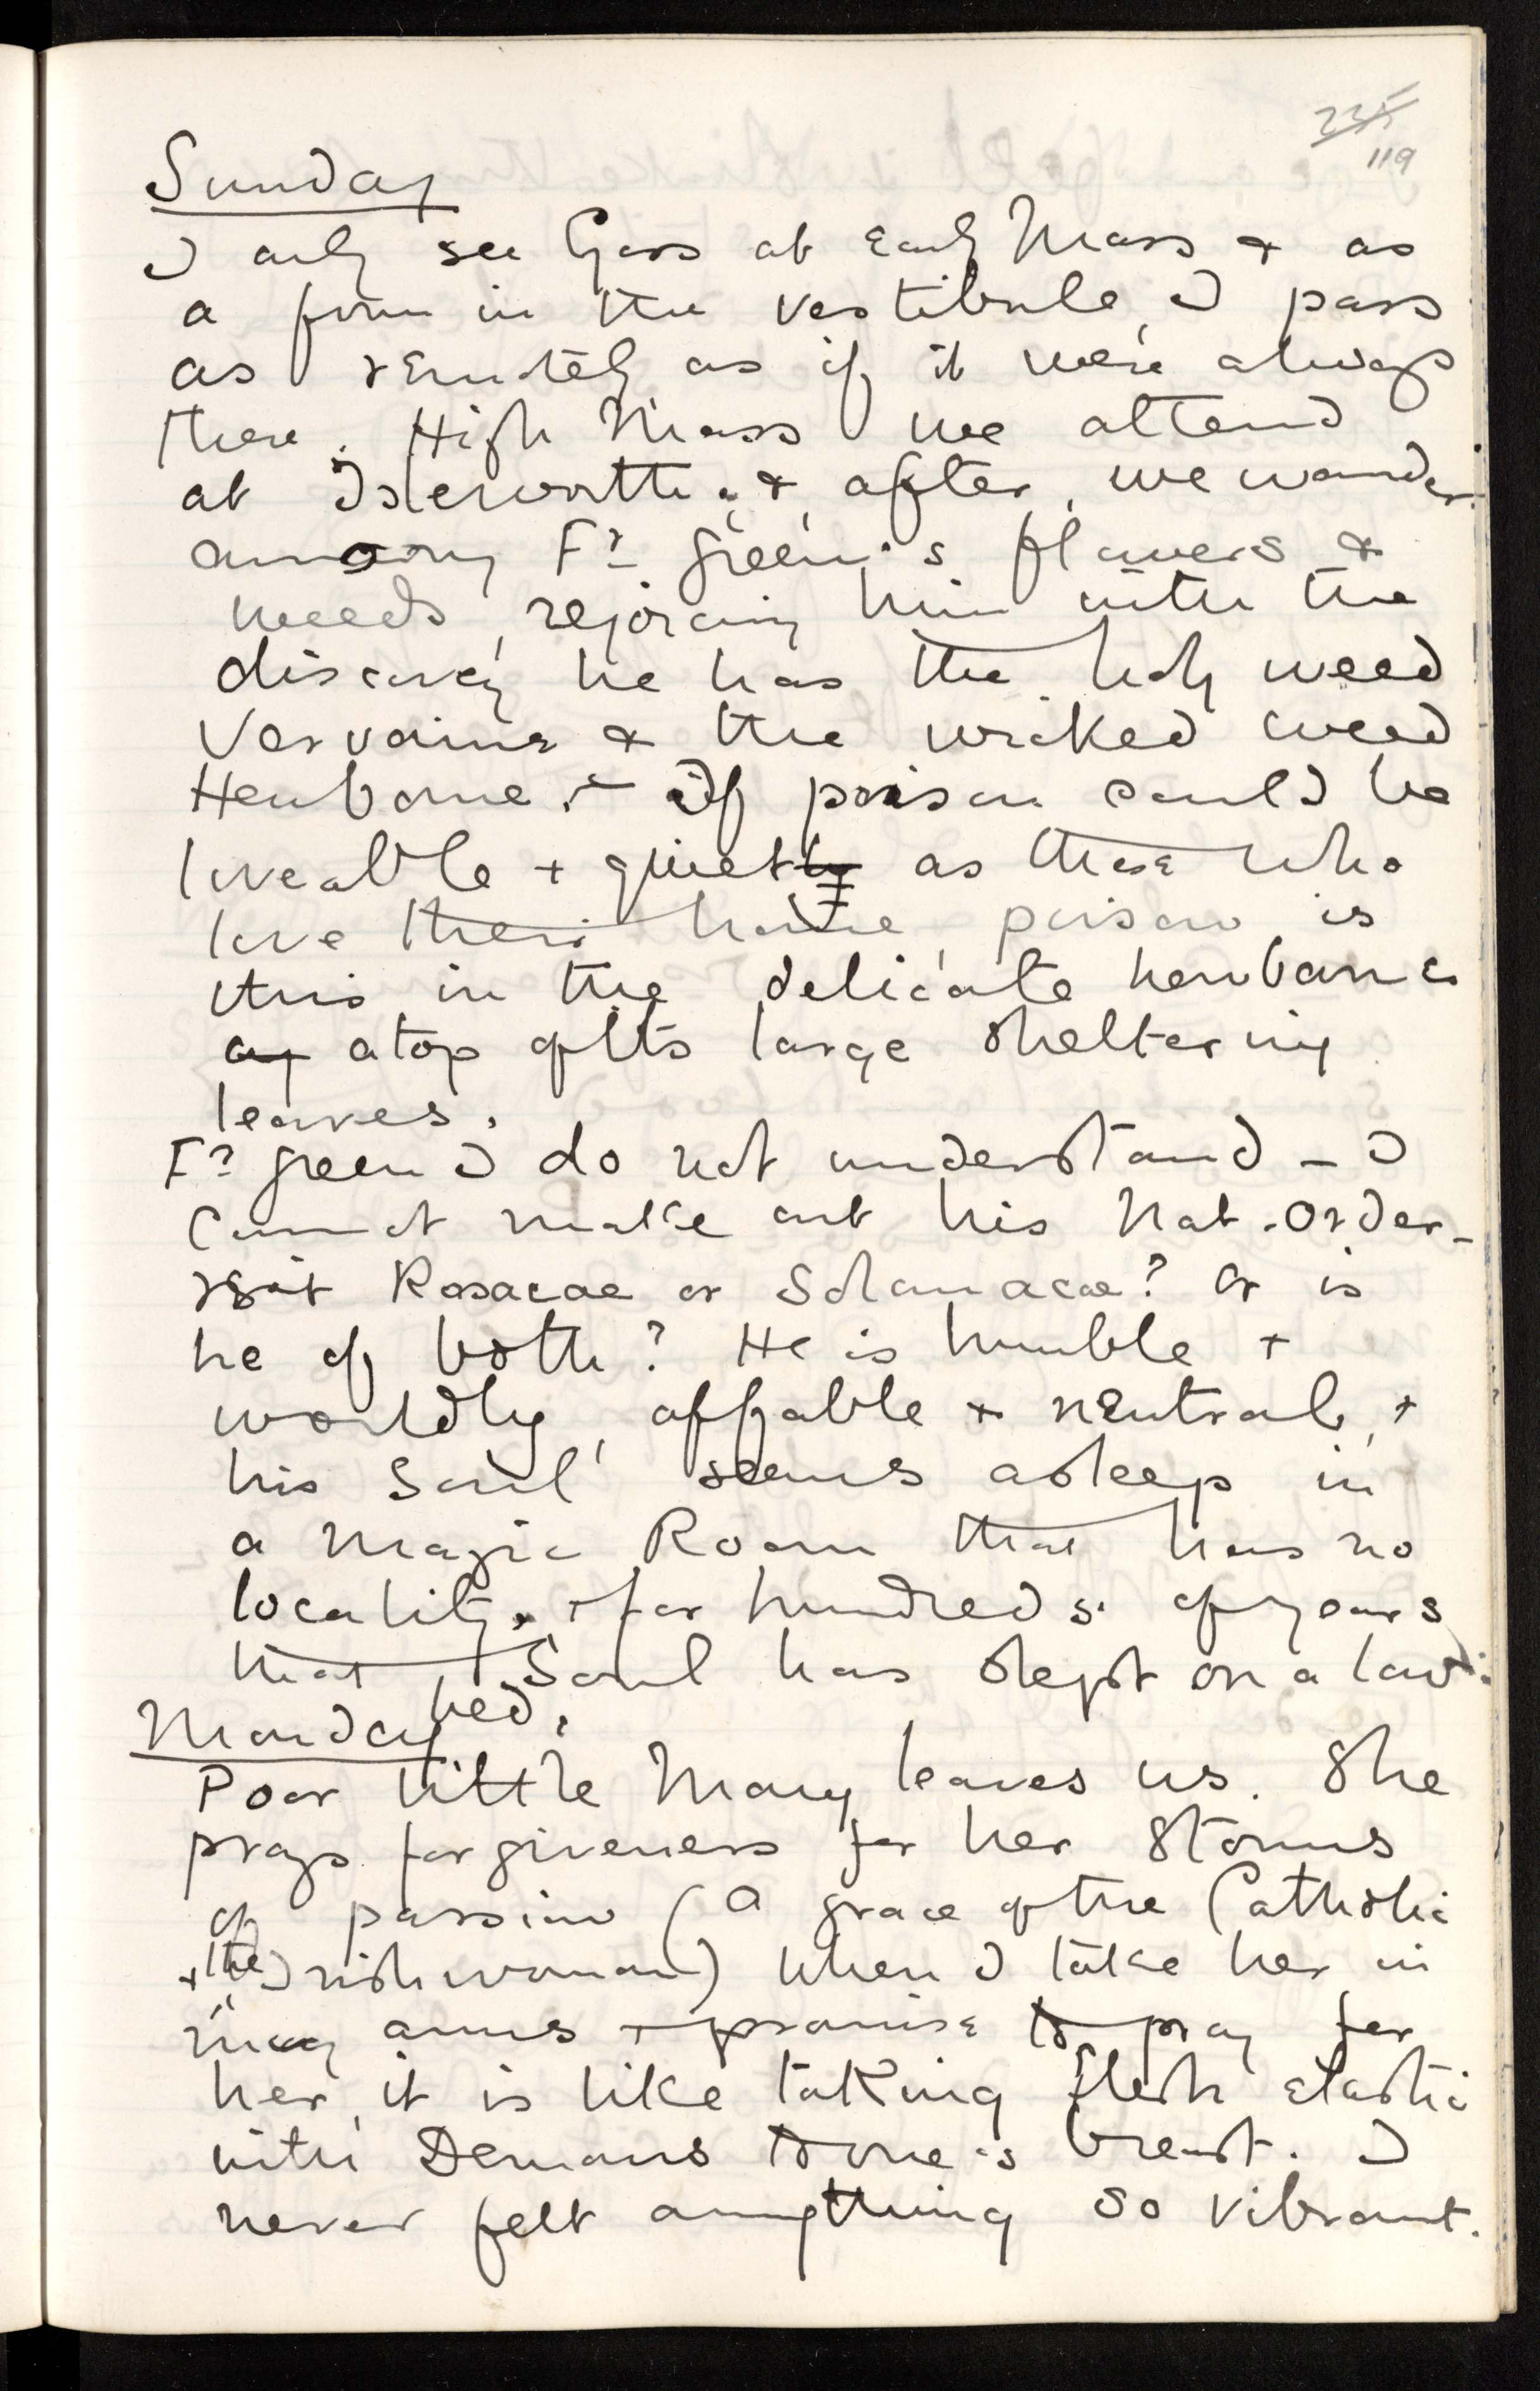 235
119
Sunday
I only see Goss at Early Mass & as
a form in the vestibule, I pass
as remotely as if it were always
there. High Mass we attend
at Isleworth. & after, we wander
among Fr Green's flowers &
weeds, rejoicing him with the
discovery he has the holy weed
Vervaine & the wicked weed
Henbane. – If poison could be
liveable + quiet as those who
love their home, poison is
this in the delicate henbane
atop of its large sheltering
leaves.
Fr Green I do not understand – I
cannot make out his Nat. Order –
is it Rosacae or Solanacae? Or is
he of both? He is humble +
worldly, affable + neutral, +
his Soul seems asleep in
a magic Room that has no
locality. + for hundreds of years
that Soul has slept on a low
bed.
Monday
Poor little Mary leaves us. She
prays forgiveness for her storms
of passion (a grace of the Catholic
+ the Irishwoman) When I take her in
my arms + promise to pray for
her, it is like taking flesh elastic
with Demons to one's breast. I
never felt anything so vibrant.